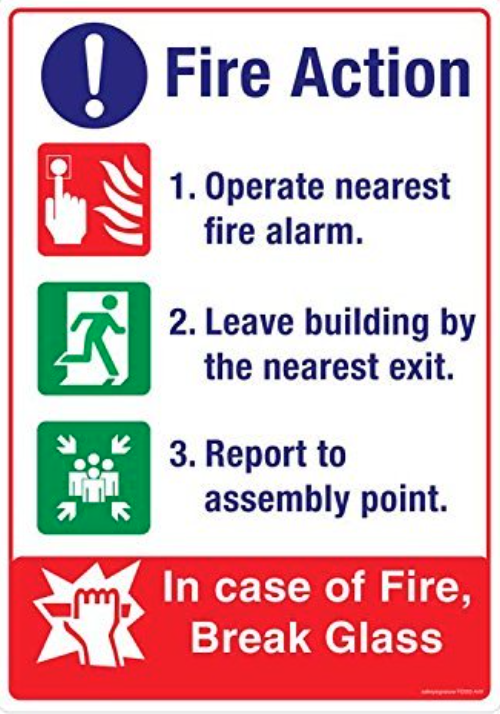 Fire Action
1. Operate nearest
fire alarm.
2. Leave building by
the nearest exit.
3. Report to
assembly point.
In case of Fire,
Break Glass